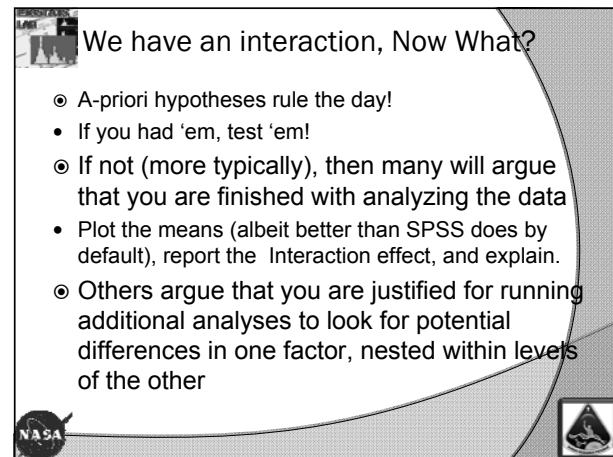 LAB
We have an interaction, Now What?
⦿ A-priori hypotheses rule the day!
• If you had ‘em, test ‘em!
⦿ If not (more typically), then many will argue
that you are finished with analyzing the data
• Plot the means (albeit better than SPSS does by
default), report the Interaction effect, and explain.
⦿ Others argue that you are justified for running
additional analyses to look for potential
differences in one factor, nested within levels
of the other
NASA